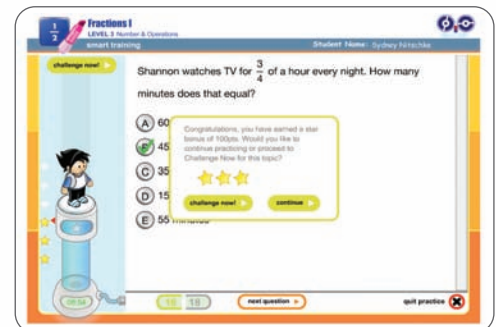 1
2
Fractions I
LEVEL 3 Number & Operations
smart training
Student Name: Sydney Nitschke
challenge now!
Shannon watches TV for 3/4 of a hour every night. How many
minutes does that equal?
A 60
B 45
C 35
D 15
E 55 minutes
Congratulations, you have earned a star
bonus of 100pts. Would you like to
continue practicing or proceed to
Challenge Now for this topic?
challenge now!
continue
16
next question
quit practice